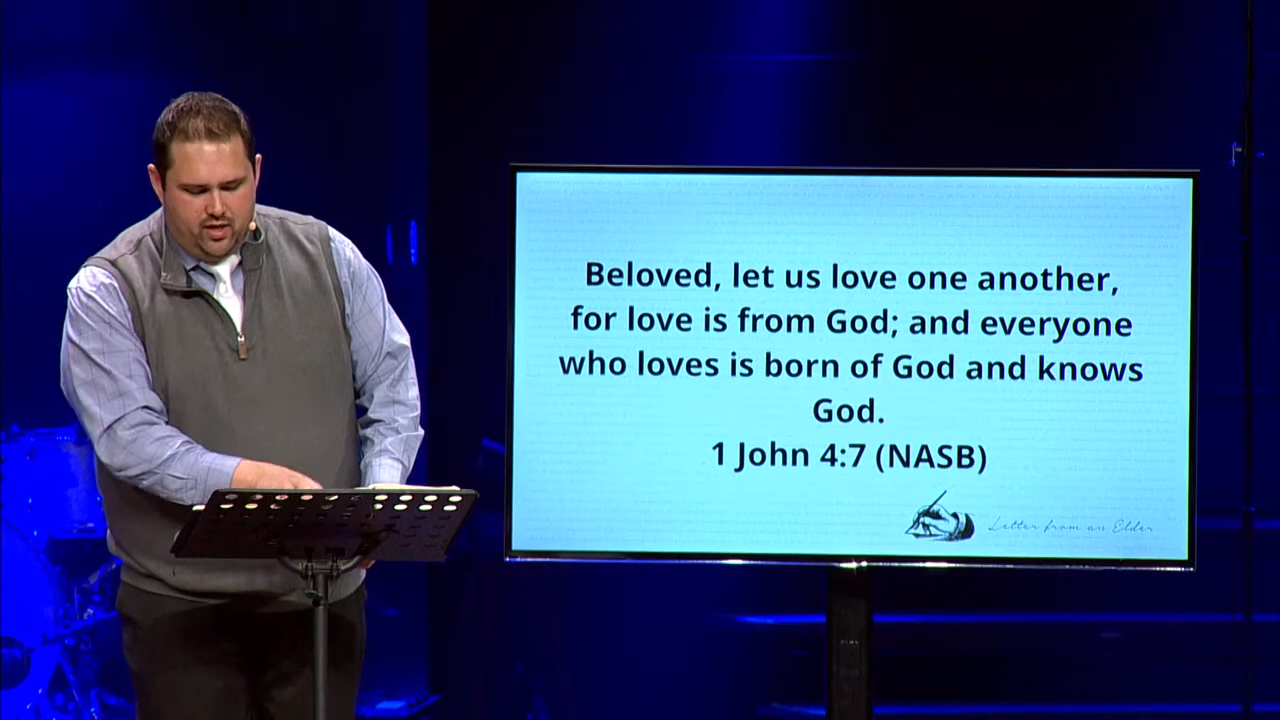 Beloved, let us love one another,
for love is from God; and everyone
who loves is born of God and knows
God.
1 John 4:7 (NASB)
Letter from an Elder